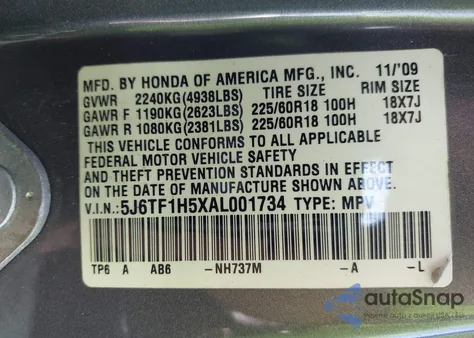 MFD. BY HONDA OF AMERICA MFG., INC. 11/'09
GVWR 2240KG(4938LBS) TIRE SIZE RIM SIZE
GAWR F 1190KG(2623LBS) 225/60R18 100H 18X7J
GAWR R 1080KG(2381LBS) 225/60R18 100H 18X7J
THIS VEHICLE CONFORMS TO ALL APPLICABLE
FEDERAL MOTOR VEHICLE SAFETY
AND THEFT PREVENTION STANDARDS IN EFFECT
ON THE DATE OF MANUFACTURE SHOWN ABOVE.
V.I.N.: 5J6TF1H5XAL001734 TYPE: MPV
TP6 A AB6 -NH737M -A -L
autoSnap